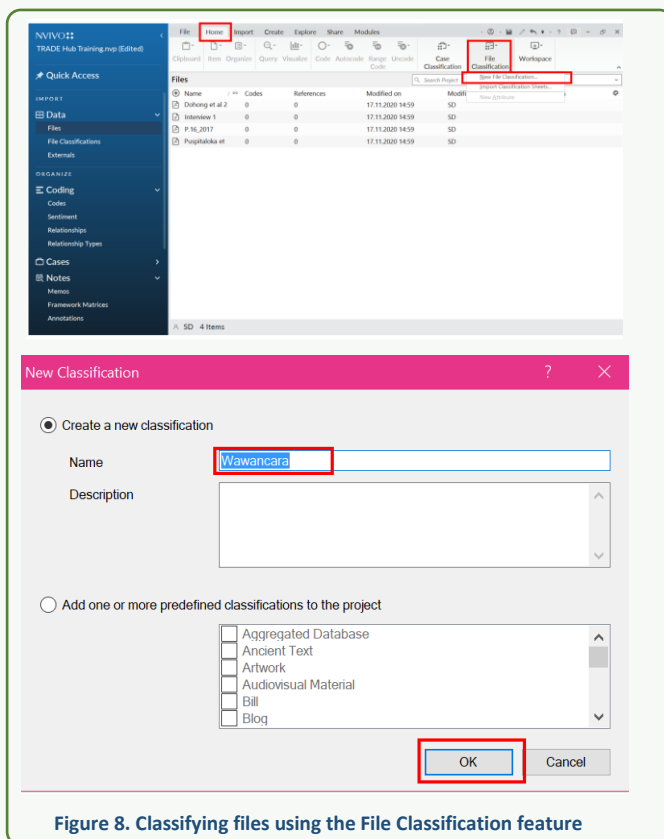 NVIVO
TRADE Hub Training.nvp (Edited)
File Home Import Create Explore Share Modules
Clipboard Item Organize Query Visualize Code Autocode Range Code Uncode Case Classification File Classification Workspace
Quick Access
IMPORT
Data
Files
File Classifications
Externals
ORGANIZE
Coding
Codes
Sentiment
Relationships
Relationship Types
Cases
Notes
Memos
Framework Matrices
Annotations
Files
Search Project
New File Classification...
Import Classification Sheets...
New Attribute
Name Codes References Modified on Modifi
Dohong et al 2 0 0 17.11.2020 14:59 SD
Interview 1 0 0 17.11.2020 14:59 SD
P.16_2017 0 0 17.11.2020 14:59 SD
Puspitaloka et 0 0 17.11.2020 14:59 SD
SD 4 Items
New Classification ? ×
Create a new classification
Name Wawancara
Description
Add one or more predefined classifications to the project
Aggregated Database
Ancient Text
Artwork
Audiovisual Material
Bill
Blog
OK Cancel
Figure 8. Classifying files using the File Classification feature